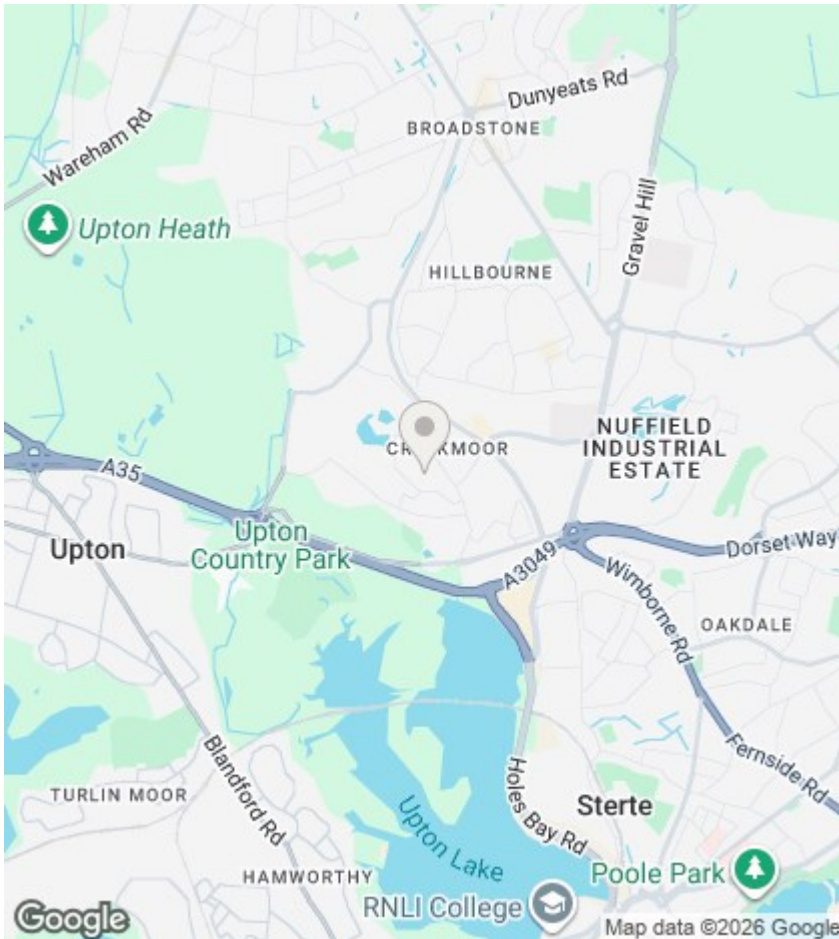 Dunyeats Rd
BROADSTONE
Wareham Rd
Upton Heath
Gravel Hill
HILLBOURNE
CREEKMOOR
NUFFIELD
INDUSTRIAL
ESTATE
A35
Upton
Upton
Country Park
A3049
Dorset Way
Wimborne Rd
OAKDALE
Fernside Rd
Blandford Rd
TURLIN MOOR
Holes Bay Rd
Sterte
Upton Lake
HAMWORTHY
Poole Park
RNLI College
Google
Map data ©2026 Google